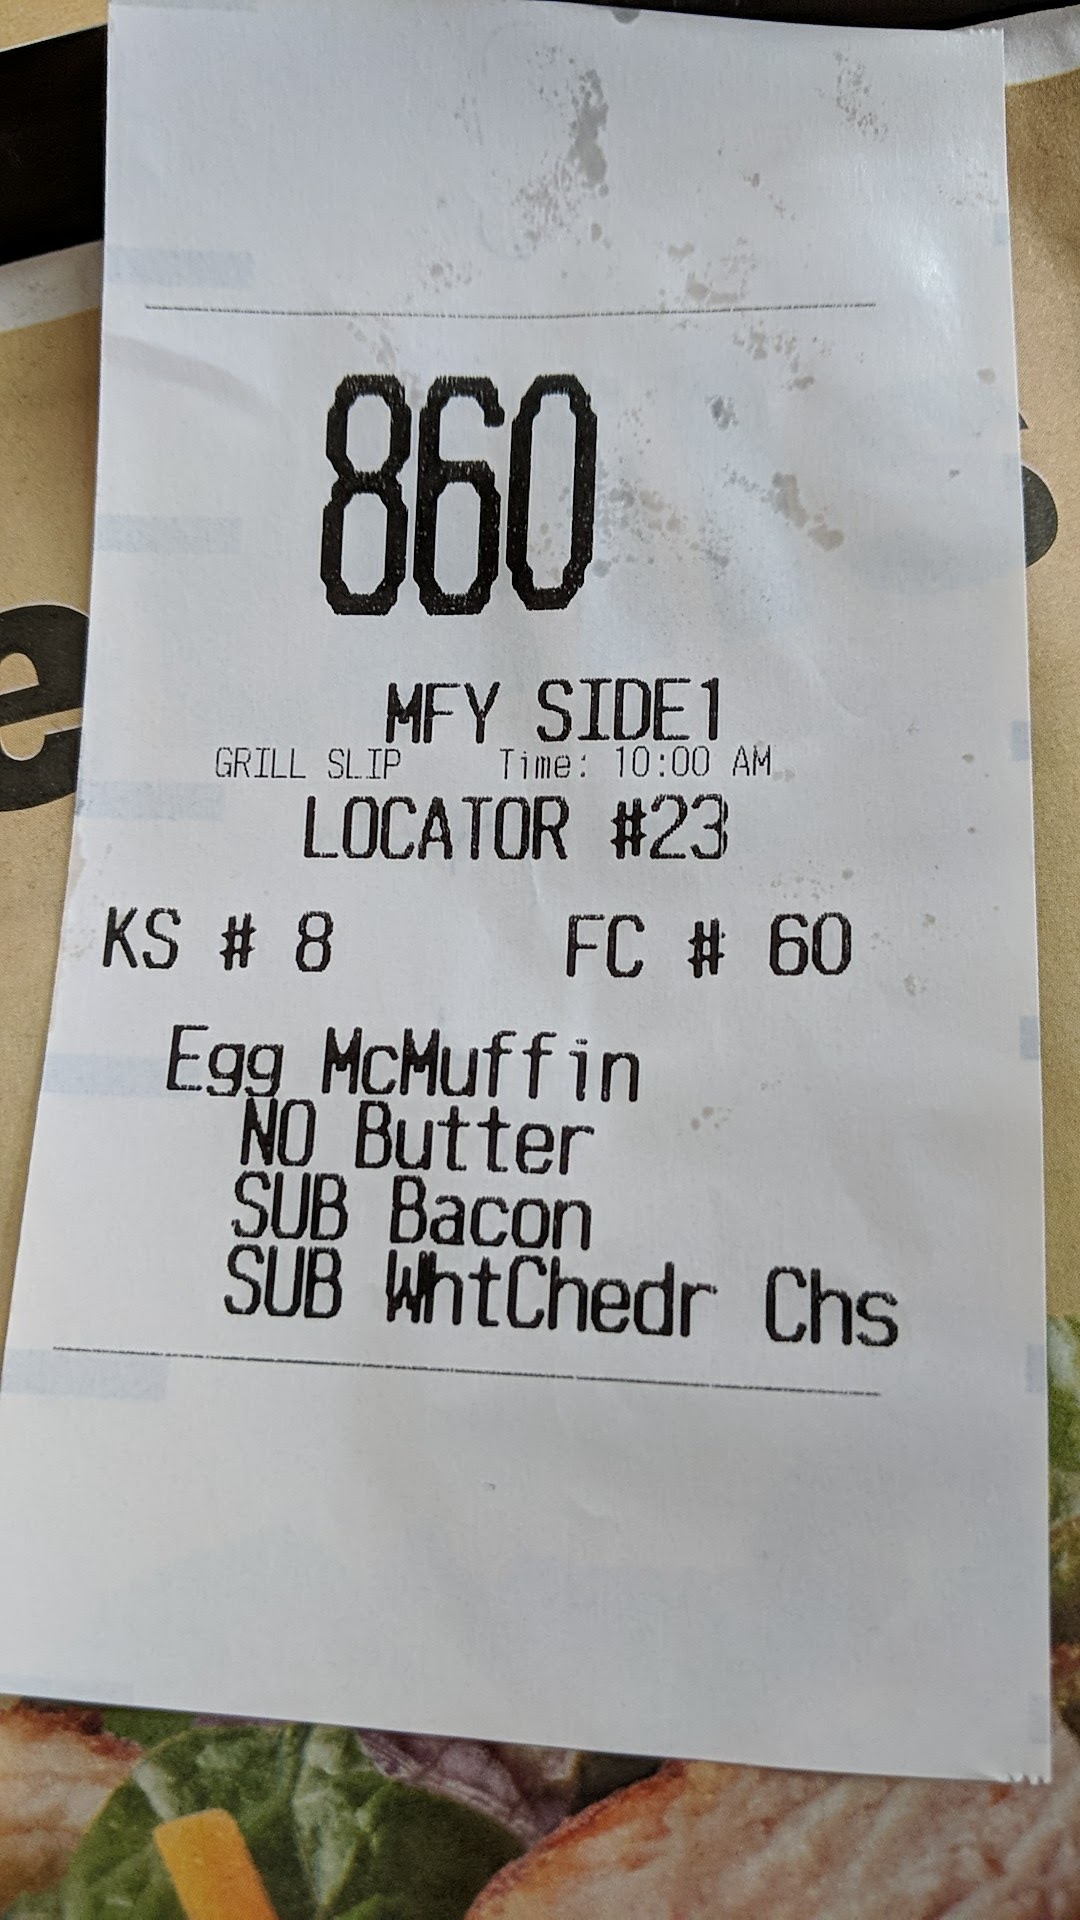 860
MFY SIDE1
GRILL SLIP Time: 10:00 AM
LOCATOR #23
KS # 8 FC # 60
Egg McMuffin
NO Butter
SUB Bacon
SUB WhtChedr Chs